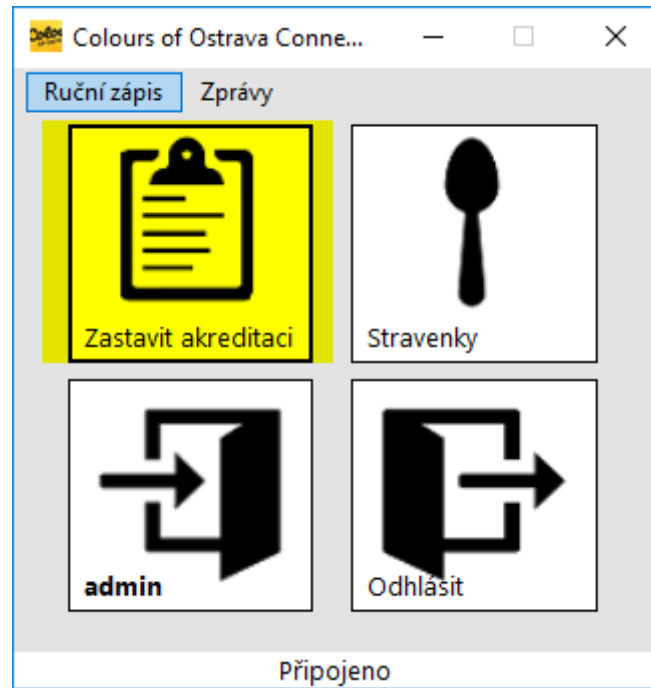 Colours of Ostrava Conne...
Ruční zápis Zprávy
Zastavit akreditaci
Stravenky
admin
Odhlásit
Připojeno